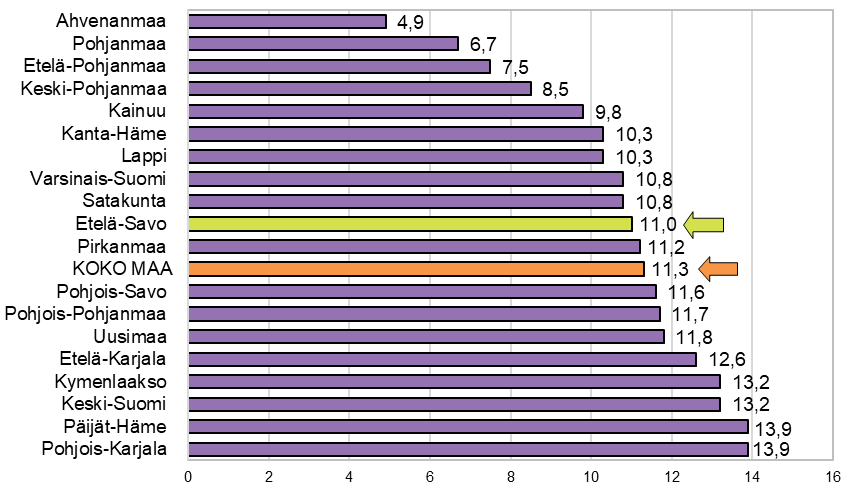 Ahvenanmaa 4,9
Pohjanmaa 6,7
Etelä-Pohjanmaa 7,5
Keski-Pohjanmaa 8,5
Kainuu 9,8
Kanta-Häme 10,3
Lappi 10,3
Varsinais-Suomi 10,8
Satakunta 10,8
Etelä-Savo 11,0
Pirkanmaa 11,2
KOKO MAA 11,3
Pohjois-Savo 11,6
Pohjois-Pohjanmaa 11,7
Uusimaa 11,8
Etelä-Karjala 12,6
Kymenlaakso 13,2
Keski-Suomi 13,2
Päijät-Häme 13,9
Pohjois-Karjala 13,9
0 2 4 6 8 10 12 14 16